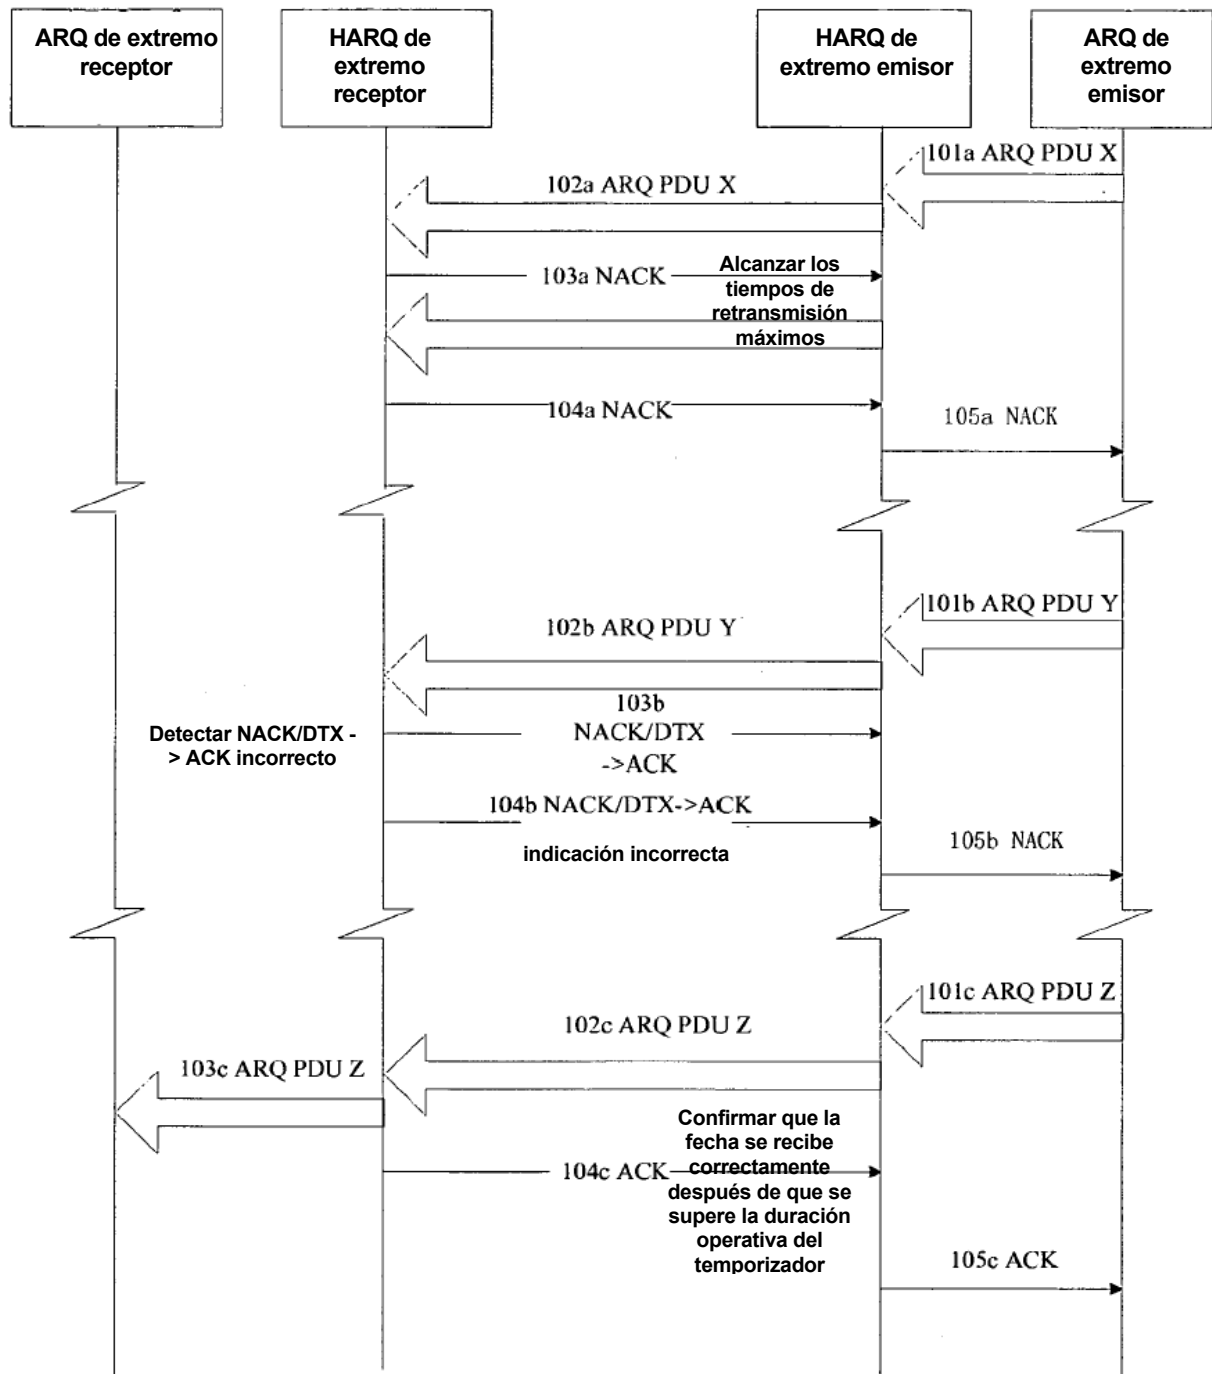 ARQ de extremo
receptor
HARQ de
extremo
receptor
HARQ de
extremo emisor
ARQ de
extremo
emisor
101a ARQ PDU X
102a ARQ PDU X
103a NACK
Alcanzar los
tiempos de
retransmisión
máximos
104a NACK
105a NACK
101b ARQ PDU Y
102b ARQ PDU Y
103b
NACK/DTX
->ACK
Detectar NACK/DTX -
> ACK incorrecto
104b NACK/DTX->ACK
indicación incorrecta
105b NACK
101c ARQ PDU Z
102c ARQ PDU Z
103c ARQ PDU Z
104c ACK
Confirmar que la
fecha se recibe
correctamente
después de que se
supere la duración
operativa del
temporizador
105c ACK